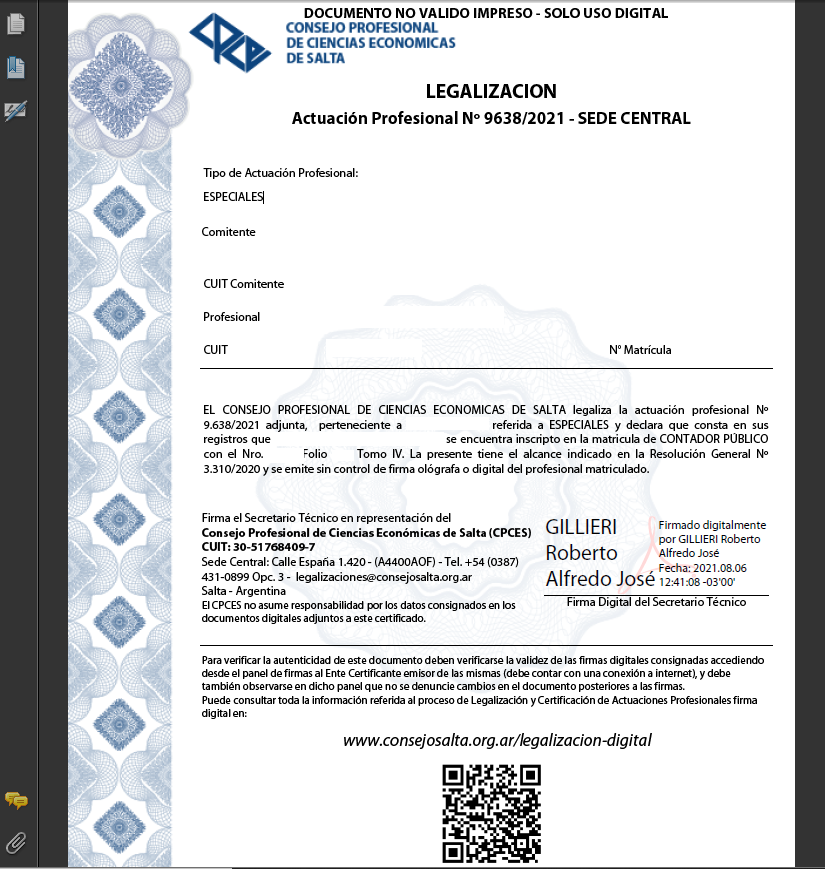 DOCUMENTO NO VALIDO IMPRESO - SOLO USO DIGITAL
CPCE
CONSEJO PROFESIONAL
DE CIENCIAS ECONOMICAS
DE SALTA
LEGALIZACION
Actuación Profesional Nº 9638/2021 - SEDE CENTRAL
Tipo de Actuación Profesional:
ESPECIALES
Comitente
CUIT Comitente
Profesional
CUIT
N° Matrícula
EL CONSEJO PROFESIONAL DE CIENCIAS ECONOMICAS DE SALTA legaliza la actuación profesional Nº
9.638/2021 adjunta, perteneciente a referida a ESPECIALES y declara que consta en sus
registros que se encuentra inscripto en la matricula de CONTADOR PÚBLICO
con el Nro. Folio Tomo IV. La presente tiene el alcance indicado en la Resolución General Nº
3.310/2020 y se emite sin control de firma ológrafa o digital del profesional matriculado.
Firma el Secretario Técnico en representación del
Consejo Profesional de Ciencias Económicas de Salta (CPCES)
CUIT: 30-51768409-7
Sede Central: Calle España 1.420 - (A4400AOF) - Tel. +54 (0387)
431-0899 Opc. 3 - legalizaciones@consejosalta.org.ar
Salta - Argentina
El CPCES no asume responsabilidad por los datos consignados en los
documentos digitales adjuntos a este certificado.
GILLIERI
Roberto
Alfredo José
Firmado digitalmente
por GILLIERI Roberto
Alfredo José
Fecha: 2021.08.06
12:41:08 -03'00'
Firma Digital del Secretario Técnico
Para verificar la autenticidad de este documento deben verificarse la validez de las firmas digitales consignadas accediendo
desde el panel de firmas al Ente Certificante emisor de las mismas (debe contar con una conexión a internet), y debe
también observarse en dicho panel que no se denuncie cambios en el documento posteriores a las firmas.
Puede consultar toda la información referida al proceso de Legalización y Certificación de Actuaciones Profesionales firma
digital en:
www.consejosalta.org.ar/legalizacion-digital